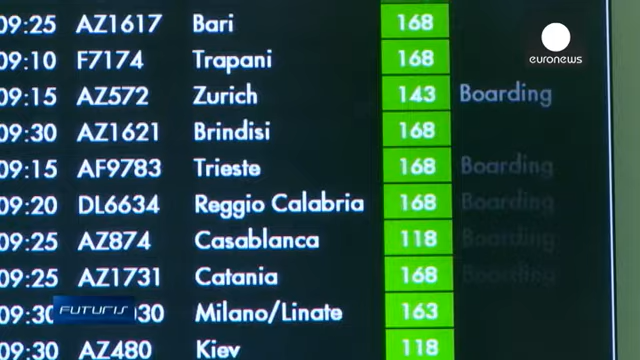 09:25 AZ1617 Bari 168
09:10 F7174 Trapani 168
09:15 AZ572 Zurich 143 Boarding
09:30 AZ1621 Brindisi 168
09:15 AF9783 Trieste 168 Boarding
09:20 DL6634 Reggio Calabria 168 Boarding
09:25 AZ874 Casablanca 118 Boarding
09:25 AZ1731 Catania 168 Boarding
09:30 Milano/Linate 163
09:30 AZ480 Kiev 118
euronews
FUTURIS